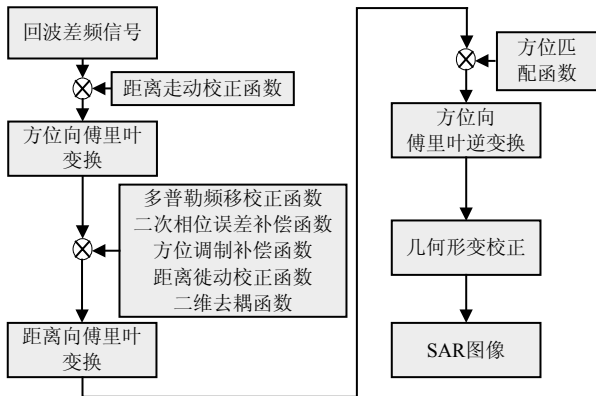 回波差频信号
距离走动校正函数
方位向傅里叶
变换
多普勒频移校正函数
二次相位误差补偿函数
方位调制补偿函数
距离徙动校正函数
二维去耦函数
距离向傅里叶
变换
方位匹
配函数
方位向
傅里叶逆变换
几何形变校正
SAR图像